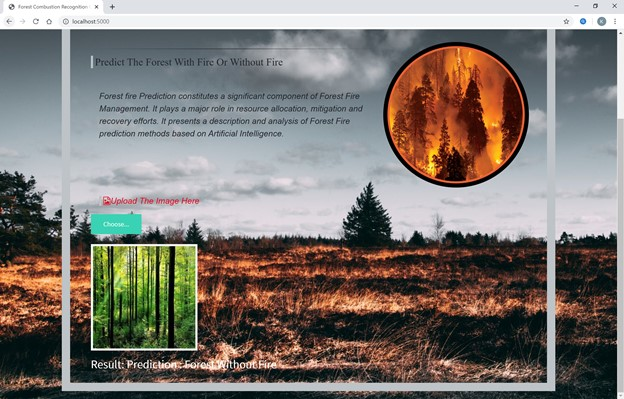 Forest Combustion Recognition
localhost:5000
Predict The Forest With Fire Or Without Fire
Forest fire Prediction constitutes a significant component of Forest Fire
Management. It plays a major role in resource allocation, mitigation and
recovery efforts. It presents a description and analysis of Forest Fire
prediction methods based on Artificial Intelligence.
Upload The Image Here
Choose...
Result: Prediction : Forest Without Fire